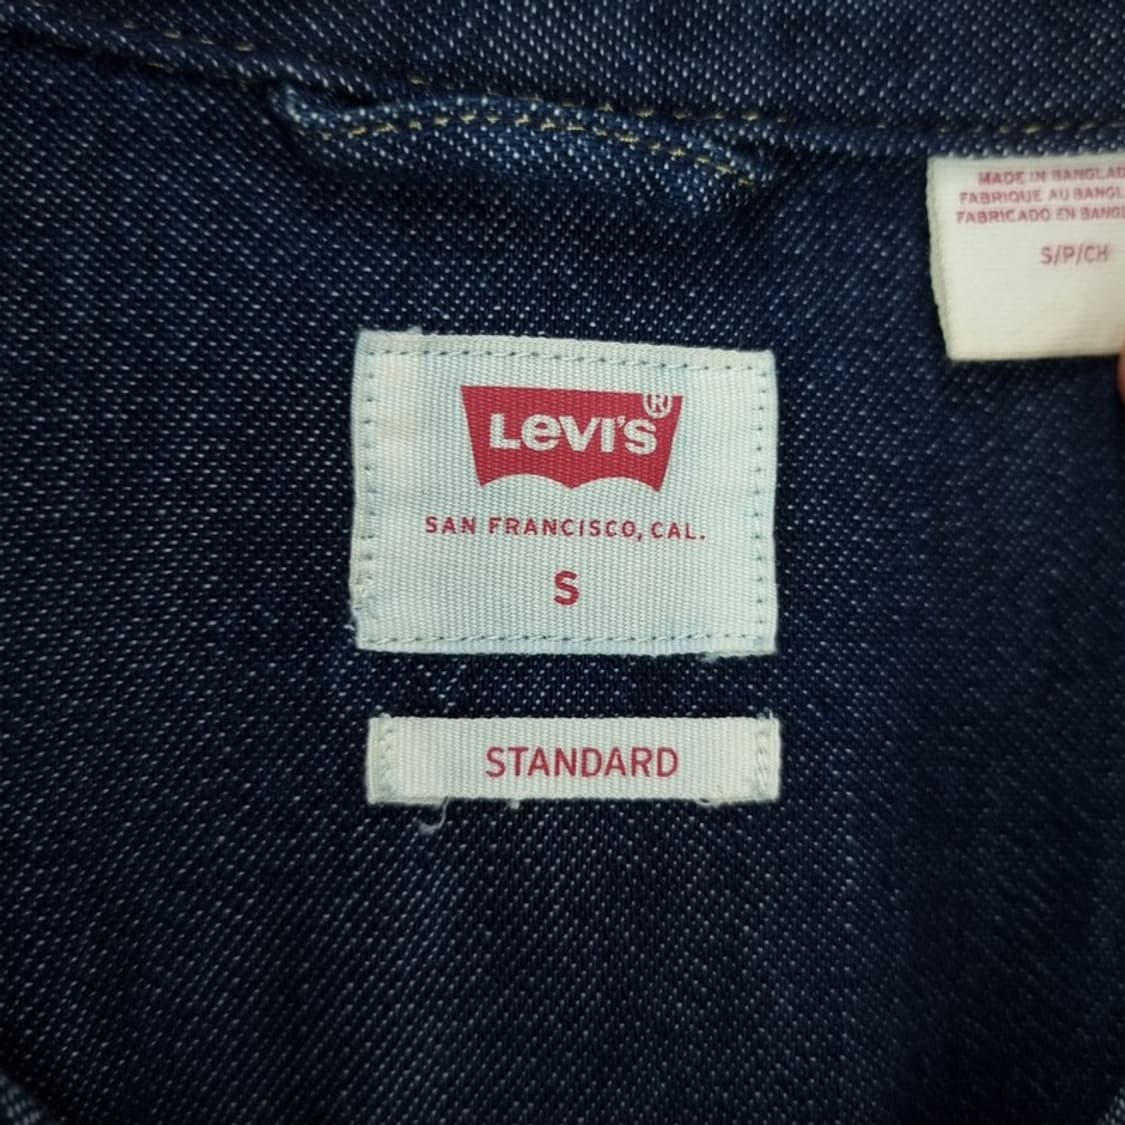 MADE IN BANGLAD
FABRIQUE AU BANGL
FABRICADO EN BANGL
S/P/CH
LEVI'S®
SAN FRANCISCO, CAL.
S
STANDARD